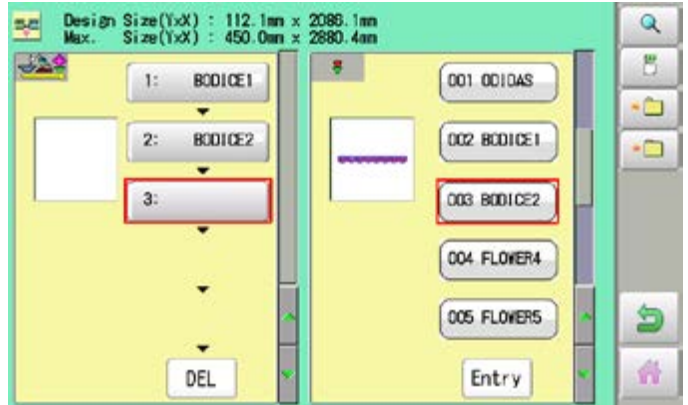 Design Size(YxX) : 112.1mm x 2086.1mm
Max. Size(YxX) : 450.0mm x 2880.4mm
1: BODICE1
2: BODICE2
3:
DEL
001 ODIDAS
002 BODICE1
003 BODICE2
004 FLOWER4
005 FLOWER5
Entry